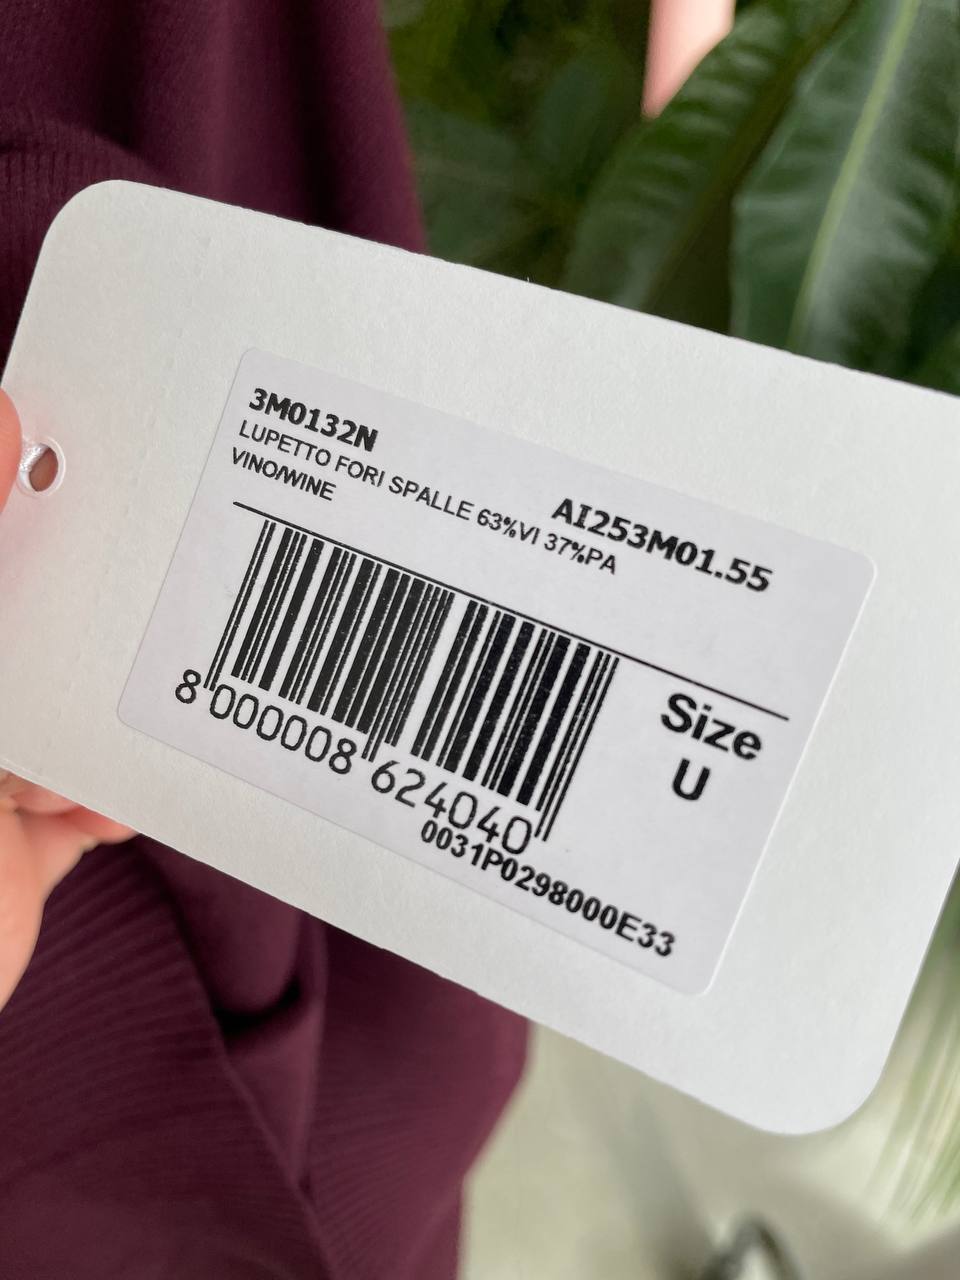 3M0132N
LUPETTO FORI SPALLE 63%VI 37%PA
VINO/WINE
AI253M01.55
Size
U
8 000008 624040
0031P0298000E33